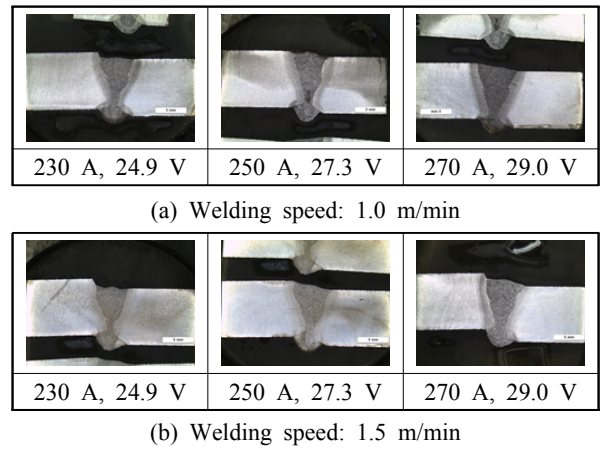 230 A, 24.9 V
250 A, 27.3 V
270 A, 29.0 V
(a) Welding speed: 1.0 m/min
230 A, 24.9 V
250 A, 27.3 V
270 A, 29.0 V
(b) Welding speed: 1.5 m/min